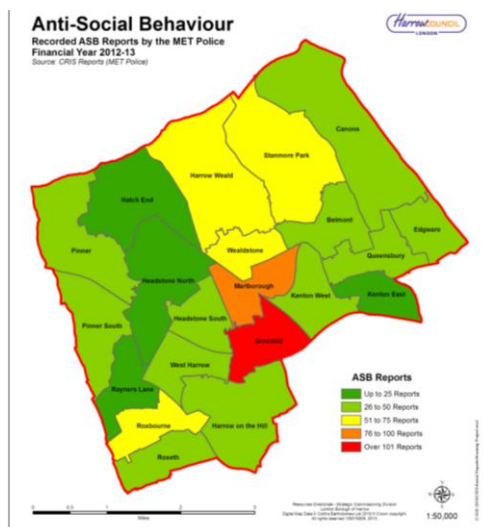 Anti-Social Behaviour
Recorded ASB Reports by the MET Police
Financial Year 2012-13
Source: CRIS Reports (MET Police)
Harrow COUNCIL
LONDON
Canons
Stanmore Park
Harrow Weald
Hatch End
Belmont
Edgware
Wealdstone
Pinner
Queensbury
Headstone North
Marlborough
Kenton West
Kenton East
Headstone South
Pinner South
Greenhill
West Harrow
Rayners Lane
Roxbourne
Harrow on the Hill
Roxeth
ASB Reports
Up to 25 Reports
26 to 50 Reports
51 to 75 Reports
76 to 100 Reports
Over 101 Reports
1:50,000